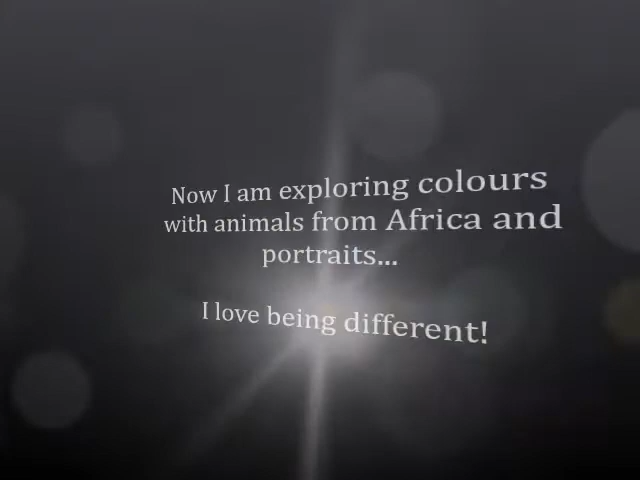 Now I am exploring colours
with animals from Africa and
portraits...
I love being different!